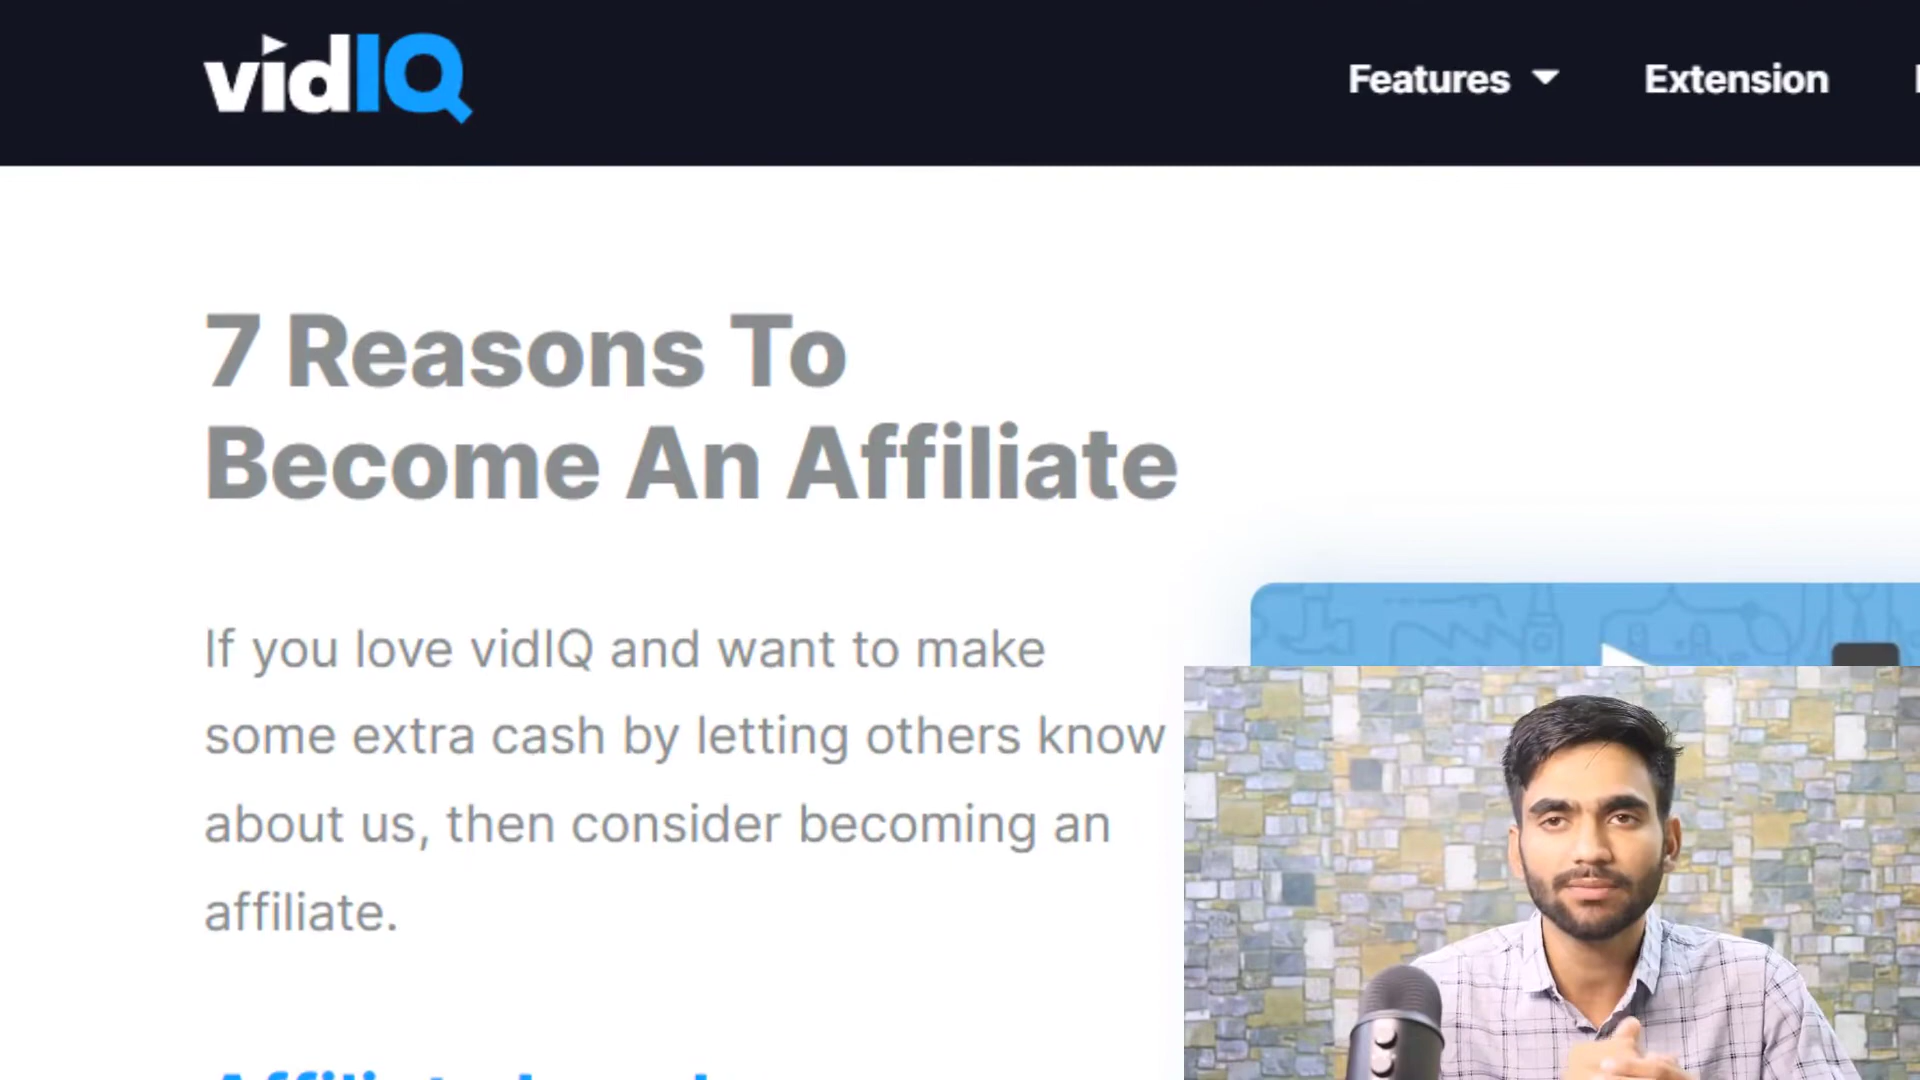 vidIQ
Features
Extension
7 Reasons To
Become An Affiliate
If you love vidIQ and want to make
some extra cash by letting others know
about us, then consider becoming an
affiliate.